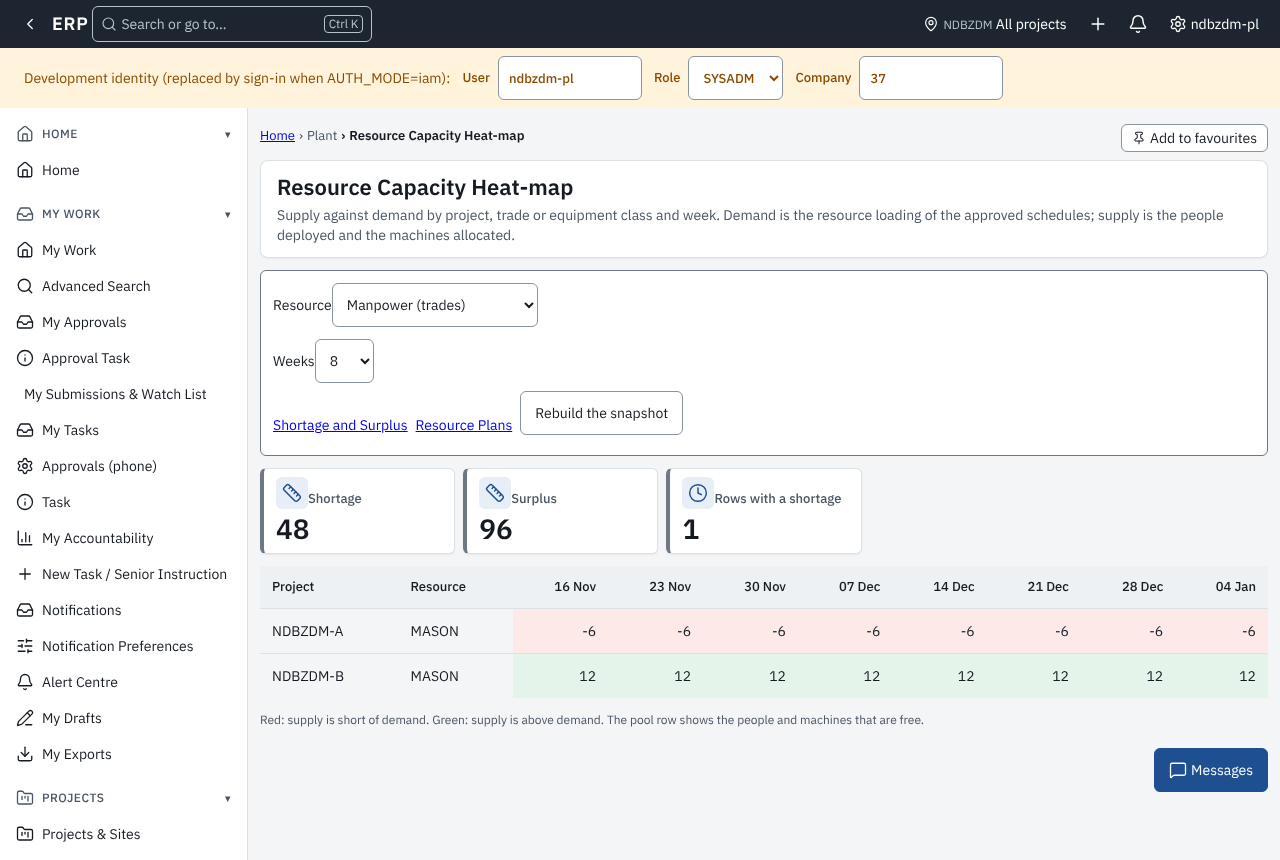 ERP Search or go to... Ctrl K NDBZDM All projects ndbzdm-pl
Development identity (replaced by sign-in when AUTH_MODE=iam): User ndbzdm-pl Role SYSADM Company 37
HOME
Home
MY WORK
My Work
Advanced Search
My Approvals
Approval Task
My Submissions & Watch List
My Tasks
Approvals (phone)
Task
My Accountability
New Task / Senior Instruction
Notifications
Notification Preferences
Alert Centre
My Drafts
My Exports
PROJECTS
Projects & Sites
Home › Plant › Resource Capacity Heat-map
Add to favourites
Resource Capacity Heat-map
Supply against demand by project, trade or equipment class and week. Demand is the resource loading of the approved schedules; supply is the people
deployed and the machines allocated.
Resource Manpower (trades)
Weeks 8
Shortage and Surplus Resource Plans Rebuild the snapshot
Shortage
48
Surplus
96
Rows with a shortage
1
Project Resource 16 Nov 23 Nov 30 Nov 07 Dec 14 Dec 21 Dec 28 Dec 04 Jan
NDBZDM-A MASON -6 -6 -6 -6 -6 -6 -6 -6
NDBZDM-B MASON 12 12 12 12 12 12 12 12
Red: supply is short of demand. Green: supply is above demand. The pool row shows the people and machines that are free.
Messages